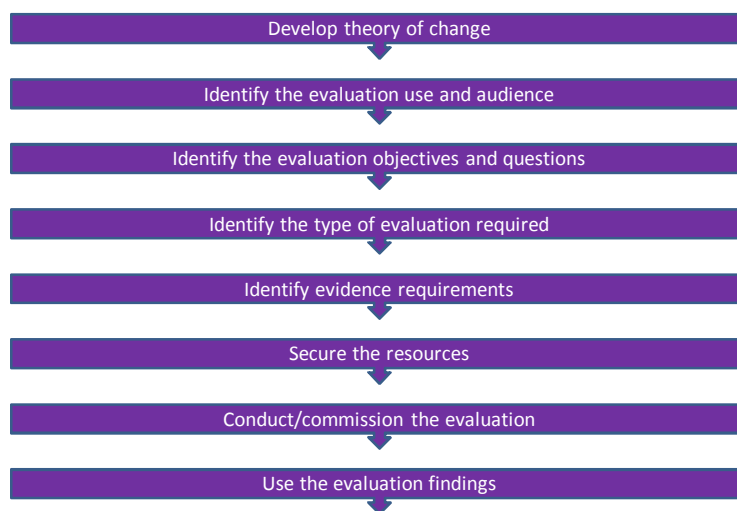 Develop theory of change
Identify the evaluation use and audience
Identify the evaluation objectives and questions
Identify the type of evaluation required
Identify evidence requirements
Secure the resources
Conduct/commission the evaluation
Use the evaluation findings